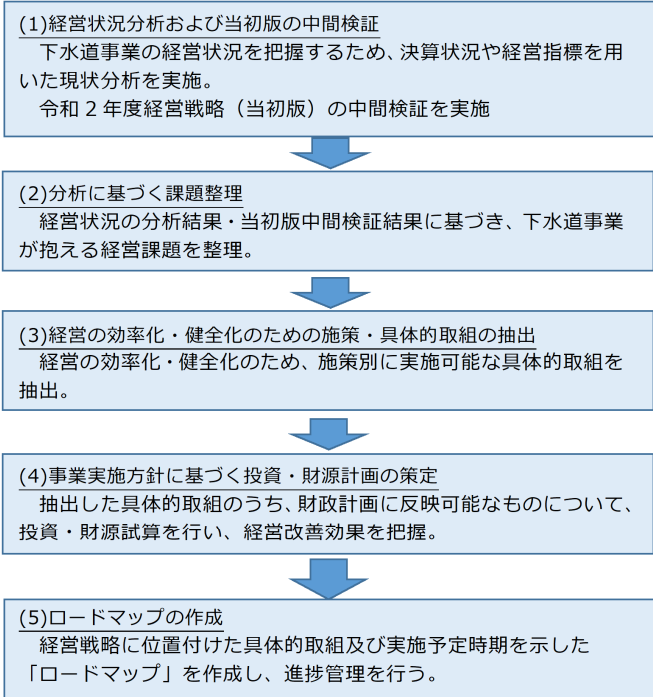 (1)経営状況分析および当初版の中間検証
下水道事業の経営状況を把握するため、決算状況や経営指標を用
いた現状分析を実施。
令和２年度経営戦略（当初版）の中間検証を実施
(2)分析に基づく課題整理
経営状況の分析結果・当初版中間検証結果に基づき、下水道事業
が抱える経営課題を整理。
(3)経営の効率化・健全化のための施策・具体的取組の抽出
経営の効率化・健全化のため、施策別に実施可能な具体的取組を
抽出。
(4)事業実施方針に基づく投資・財源計画の策定
抽出した具体的取組のうち、財政計画に反映可能なものについて、
投資・財源試算を行い、経営改善効果を把握。
(5)ロードマップの作成
経営戦略に位置付けた具体的取組及び実施予定時期を示した
「ロードマップ」を作成し、進捗管理を行う。